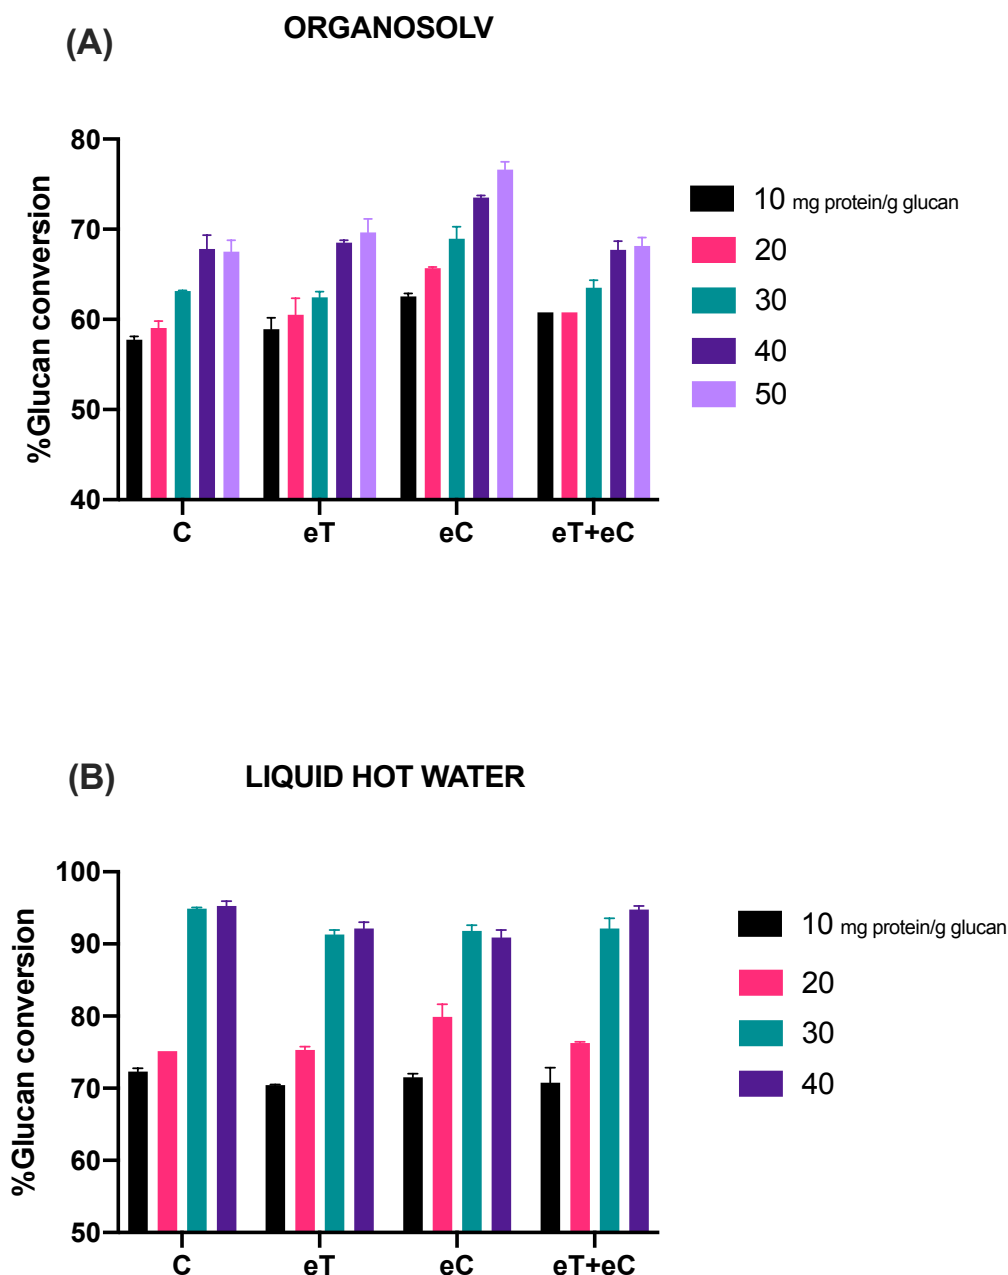 (A)
ORGANOSOLV
%Glucan conversion
80
70
60
50
40
C eT eC eT+eC
10 mg protein/g glucan
20
30
40
50
(B)
LIQUID HOT WATER
%Glucan conversion
100
90
80
70
60
50
C eT eC eT+eC
10 mg protein/g glucan
20
30
40